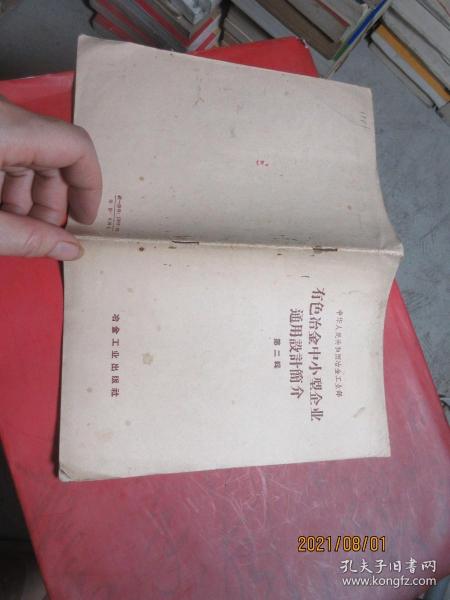 中华人民共和国冶金工业部
有色冶金中小型企业
通用設計簡介
第二輯
冶金工业出版社
2021/08/01
孔夫子旧书网
www.kongfz.com